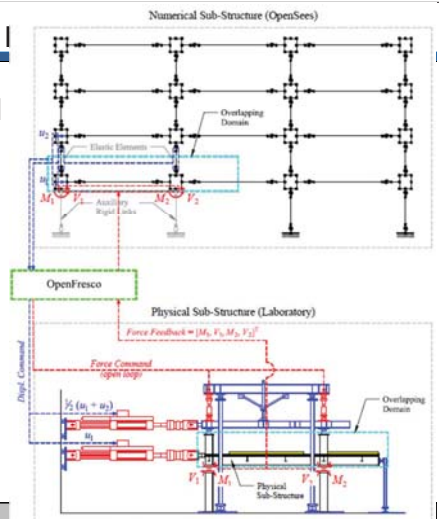 Numerical Sub-Structure (OpenSees)
Overlapping
Domain
u₂
Elastic Elements
u₁
M₁ V₁ M₂ V₂
Auxiliary
Rigid Links
OpenFresco
Physical Sub-Structure (Laboratory)
Force Feedback = [M₁, V₁, M₂, V₂]ᵀ
Force Command
(open loop)
Displ. Command
Overlapping
Domain
½ (u₁ + u₂)
u₁
V₁ M₁ V₂ M₂
Physical
Sub-Structure